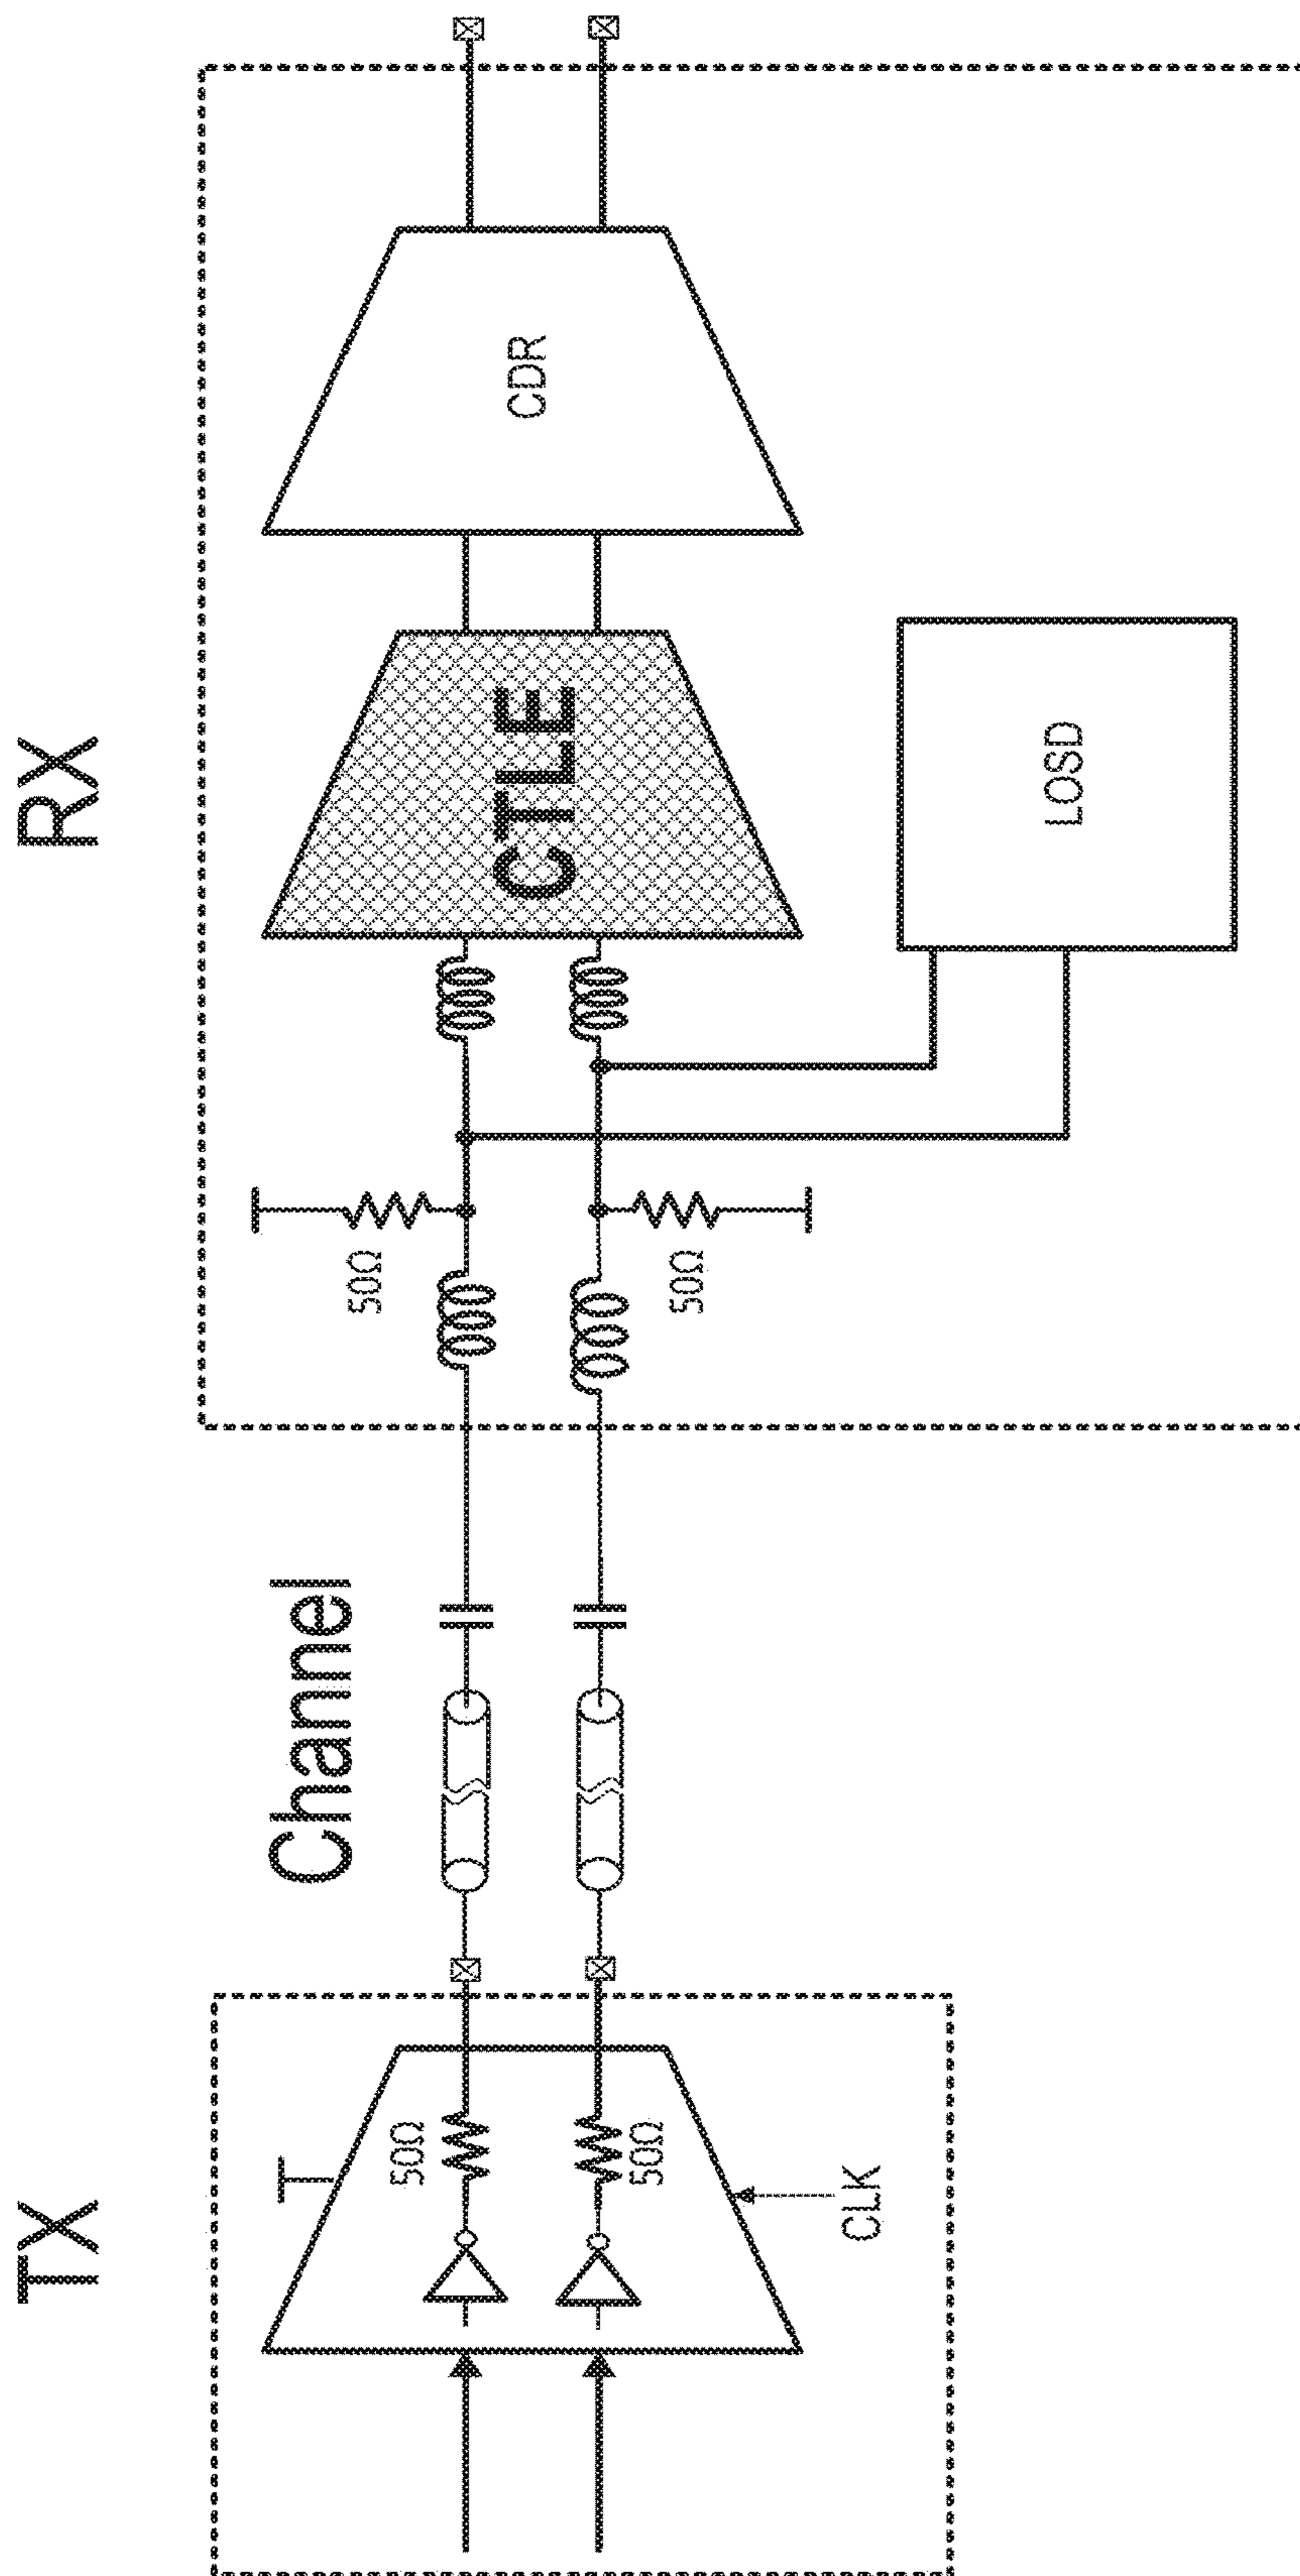 TX
Channel
RX
50Ω
50Ω
CLK
50Ω
50Ω
CTLE
CDR
LOSD